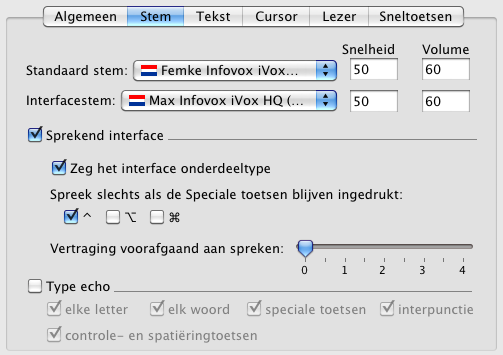 Algemeen Stem Tekst Cursor Lezer Sneltoetsen
Snelheid Volume
Standaard stem: Femke Infovox iVox... 50 60
Interfacestem: Max Infovox iVox HQ (... 50 60
Sprekend interface
Zeg het interface onderdeeltype
Spreek slechts als de Speciale toetsen blijven ingedrukt:
^ ⌥ ⌘
Vertraging voorafgaand aan spreken:
0 1 2 3 4
Type echo
elke letter elk woord speciale toetsen interpunctie
controle- en spatiëringtoetsen